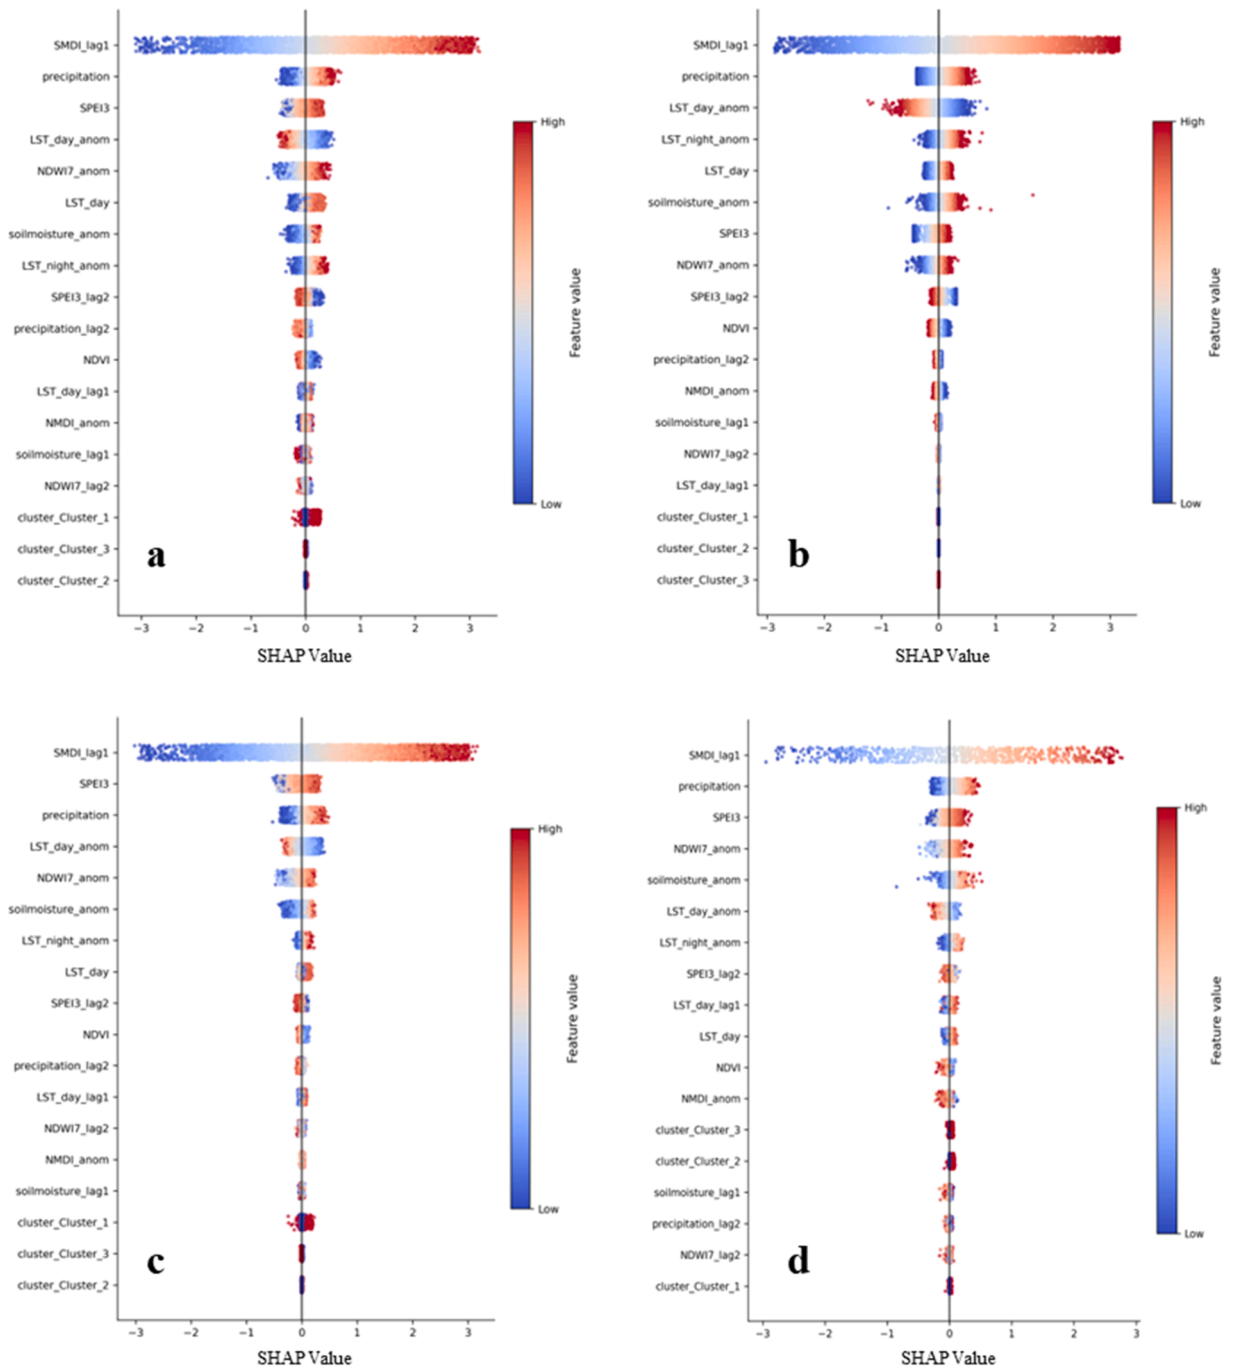 SMDI_lag1
precipitation
SPEI3
LST_day_anom
NDWI7_anom
LST_day
soilmoisture_anom
LST_night_anom
SPEI3_lag2
precipitation_lag2
NDVI
LST_day_lag1
NMDI_anom
soilmoisture_lag1
NDWI7_lag2
cluster_Cluster_1
cluster_Cluster_3
cluster_Cluster_2
a
High
Feature value
Low
−3 −2 −1 0 1 2 3
SHAP Value
SMDI_lag1
precipitation
LST_day_anom
LST_night_anom
LST_day
soilmoisture_anom
SPEI3
NDWI7_anom
SPEI3_lag2
NDVI
precipitation_lag2
NMDI_anom
soilmoisture_lag1
NDWI7_lag2
LST_day_lag1
cluster_Cluster_1
cluster_Cluster_2
cluster_Cluster_3
b
High
Feature value
Low
−3 −2 −1 0 1 2 3
SHAP Value
SMDI_lag1
SPEI3
precipitation
LST_day_anom
NDWI7_anom
soilmoisture_anom
LST_night_anom
LST_day
SPEI3_lag2
NDVI
precipitation_lag2
LST_day_lag1
NDWI7_lag2
NMDI_anom
soilmoisture_lag1
cluster_Cluster_1
cluster_Cluster_3
cluster_Cluster_2
c
High
Feature value
Low
−3 −2 −1 0 1 2 3
SHAP Value
SMDI_lag1
precipitation
SPEI3
NDWI7_anom
soilmoisture_anom
LST_day_anom
LST_night_anom
SPEI3_lag2
LST_day_lag1
LST_day
NDVI
NMDI_anom
cluster_Cluster_3
cluster_Cluster_2
soilmoisture_lag1
precipitation_lag2
NDWI7_lag2
cluster_Cluster_1
d
High
Feature value
Low
−3 −2 −1 0 1 2 3
SHAP Value